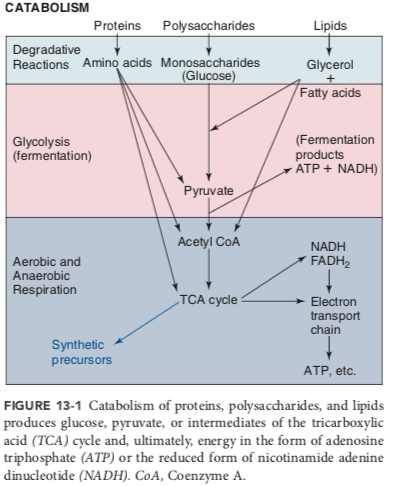 CATABOLISM
Proteins Polysaccharides Lipids
Degradative
Reactions
Amino acids
Monosaccharides
(Glucose)
Glycerol
+
Fatty acids
Glycolysis
(fermentation)
(Fermentation
products
ATP + NADH)
Pyruvate
Acetyl CoA
Aerobic and
Anaerobic
Respiration
NADH
FADH2
TCA cycle
Electron
transport
chain
Synthetic
precursors
ATP, etc.
FIGURE 13-1 Catabolism of proteins, polysaccharides, and lipids
produces glucose, pyruvate, or intermediates of the tricarboxylic
acid (TCA) cycle and, ultimately, energy in the form of adenosine
triphosphate (ATP) or the reduced form of nicotinamide adenine
dinucleotide (NADH). CoA, Coenzyme A.